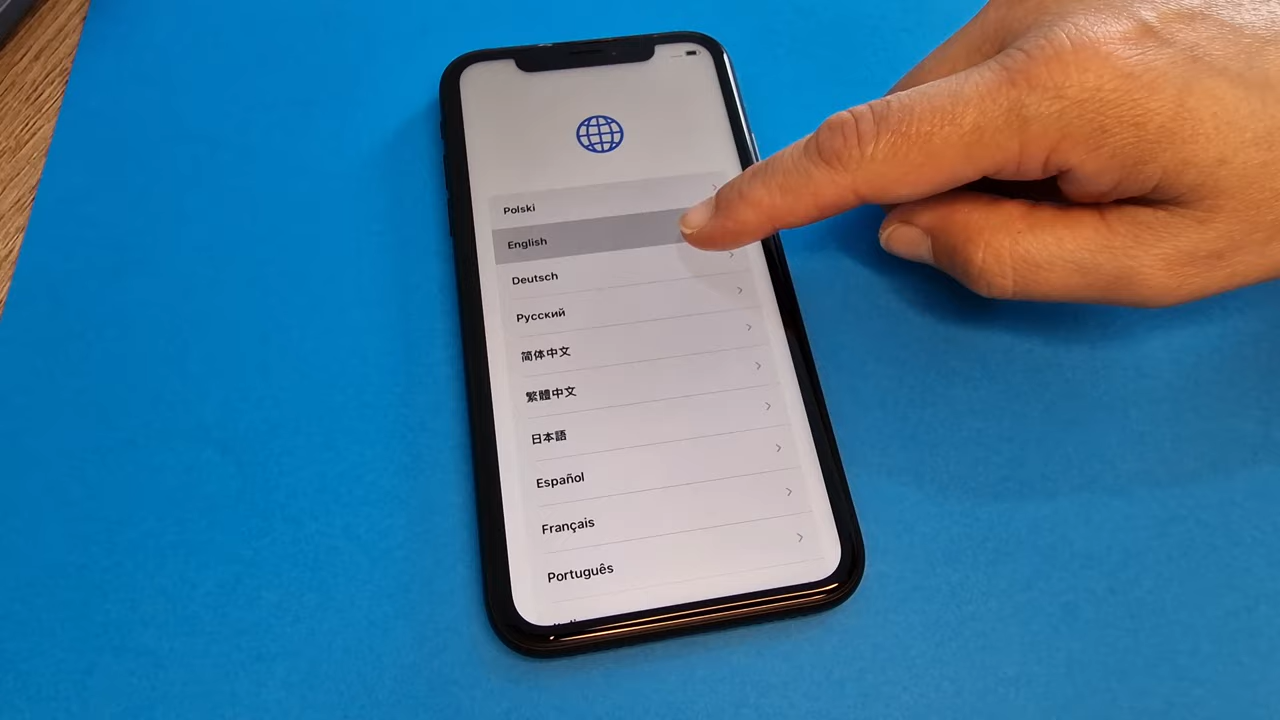 Polski
English
Deutsch
Русский
简体中文
繁體中文
日本語
Español
Français
Português